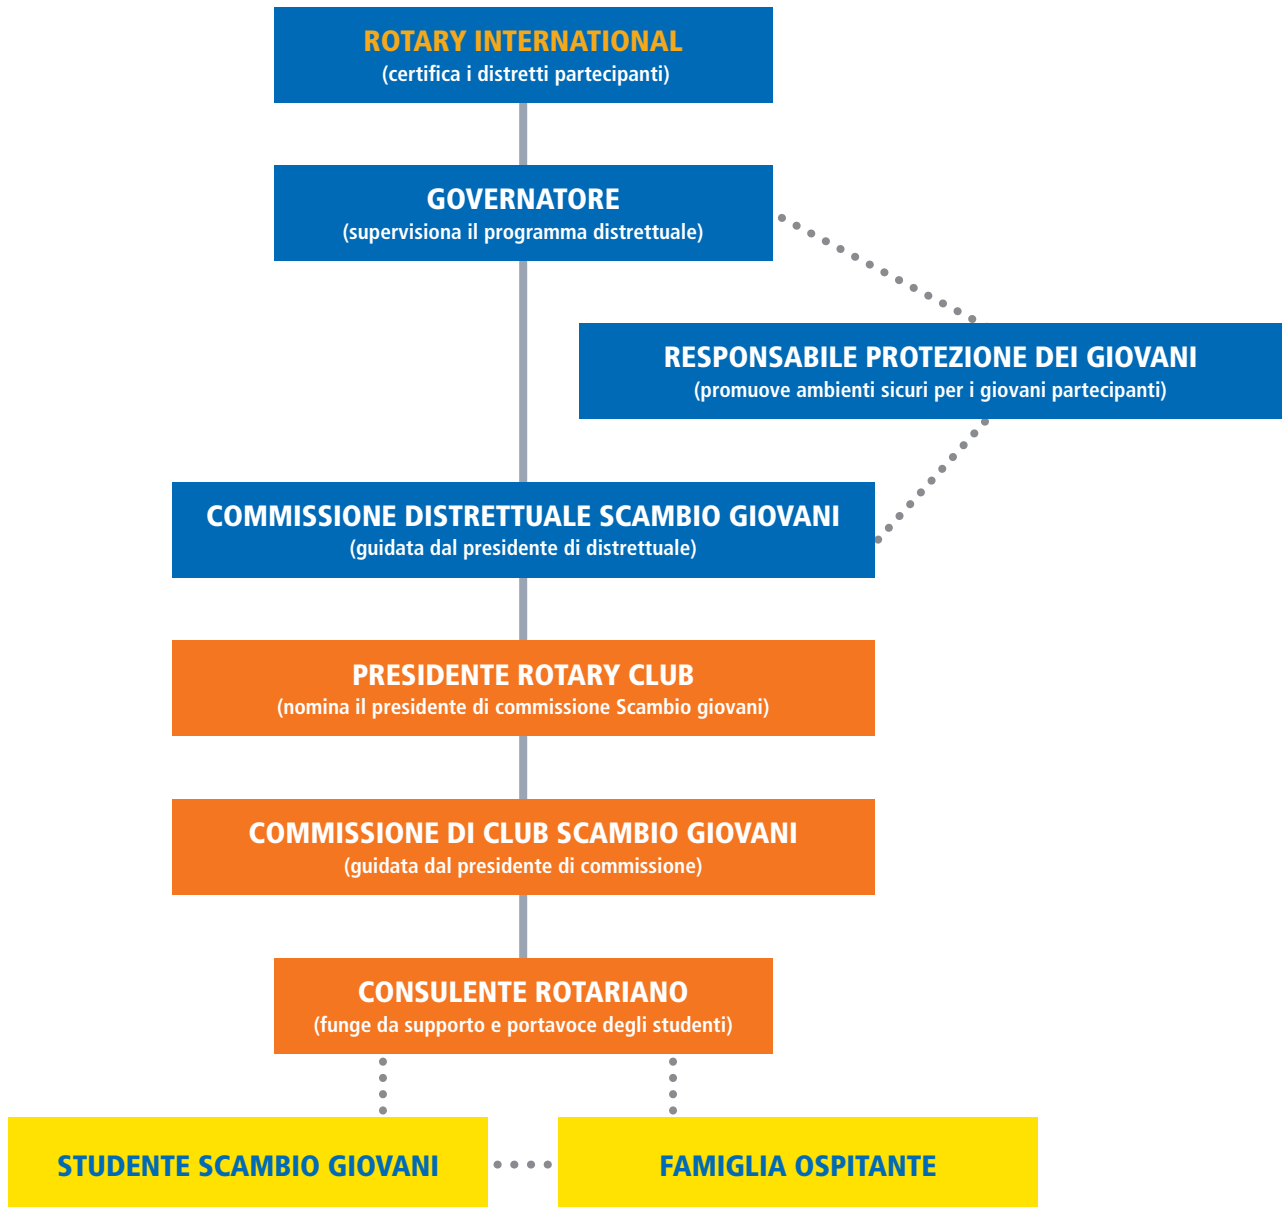 ROTARY INTERNATIONAL
(certifica i distretti partecipanti)
GOVERNATORE
(supervisiona il programma distrettuale)
RESPONSABILE PROTEZIONE DEI GIOVANI
(promuove ambienti sicuri per i giovani partecipanti)
COMMISSIONE DISTRETTUALE SCAMBIO GIOVANI
(guidata dal presidente di distrettuale)
PRESIDENTE ROTARY CLUB
(nomina il presidente di commissione Scambio giovani)
COMMISSIONE DI CLUB SCAMBIO GIOVANI
(guidata dal presidente di commissione)
CONSULENTE ROTARIANO
(funge da supporto e portavoce degli studenti)
STUDENTE SCAMBIO GIOVANI
FAMIGLIA OSPITANTE